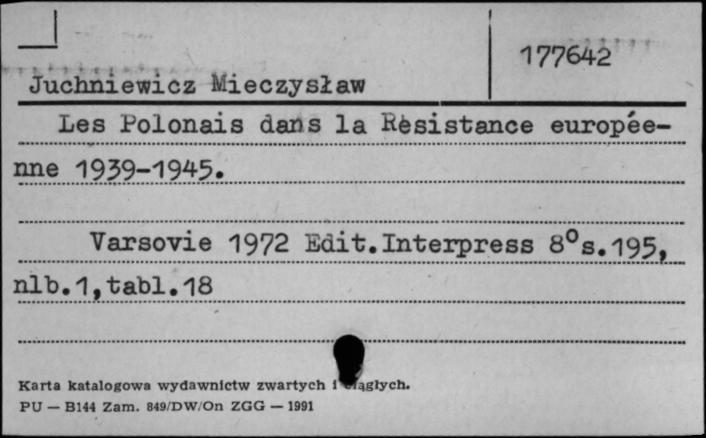 177642
Juchniewicz Mieczysław
Les Polonais dans la Résistance europée-
nne 1939-1945.
Varsovie 1972 Edit.Interpress 8°s.195,
nlb.1,tabl.18
Karta katalogowa wydawnictw zwartych i ciągłych.
PU — B144 Zam. 849/DW/On ZGG — 1991